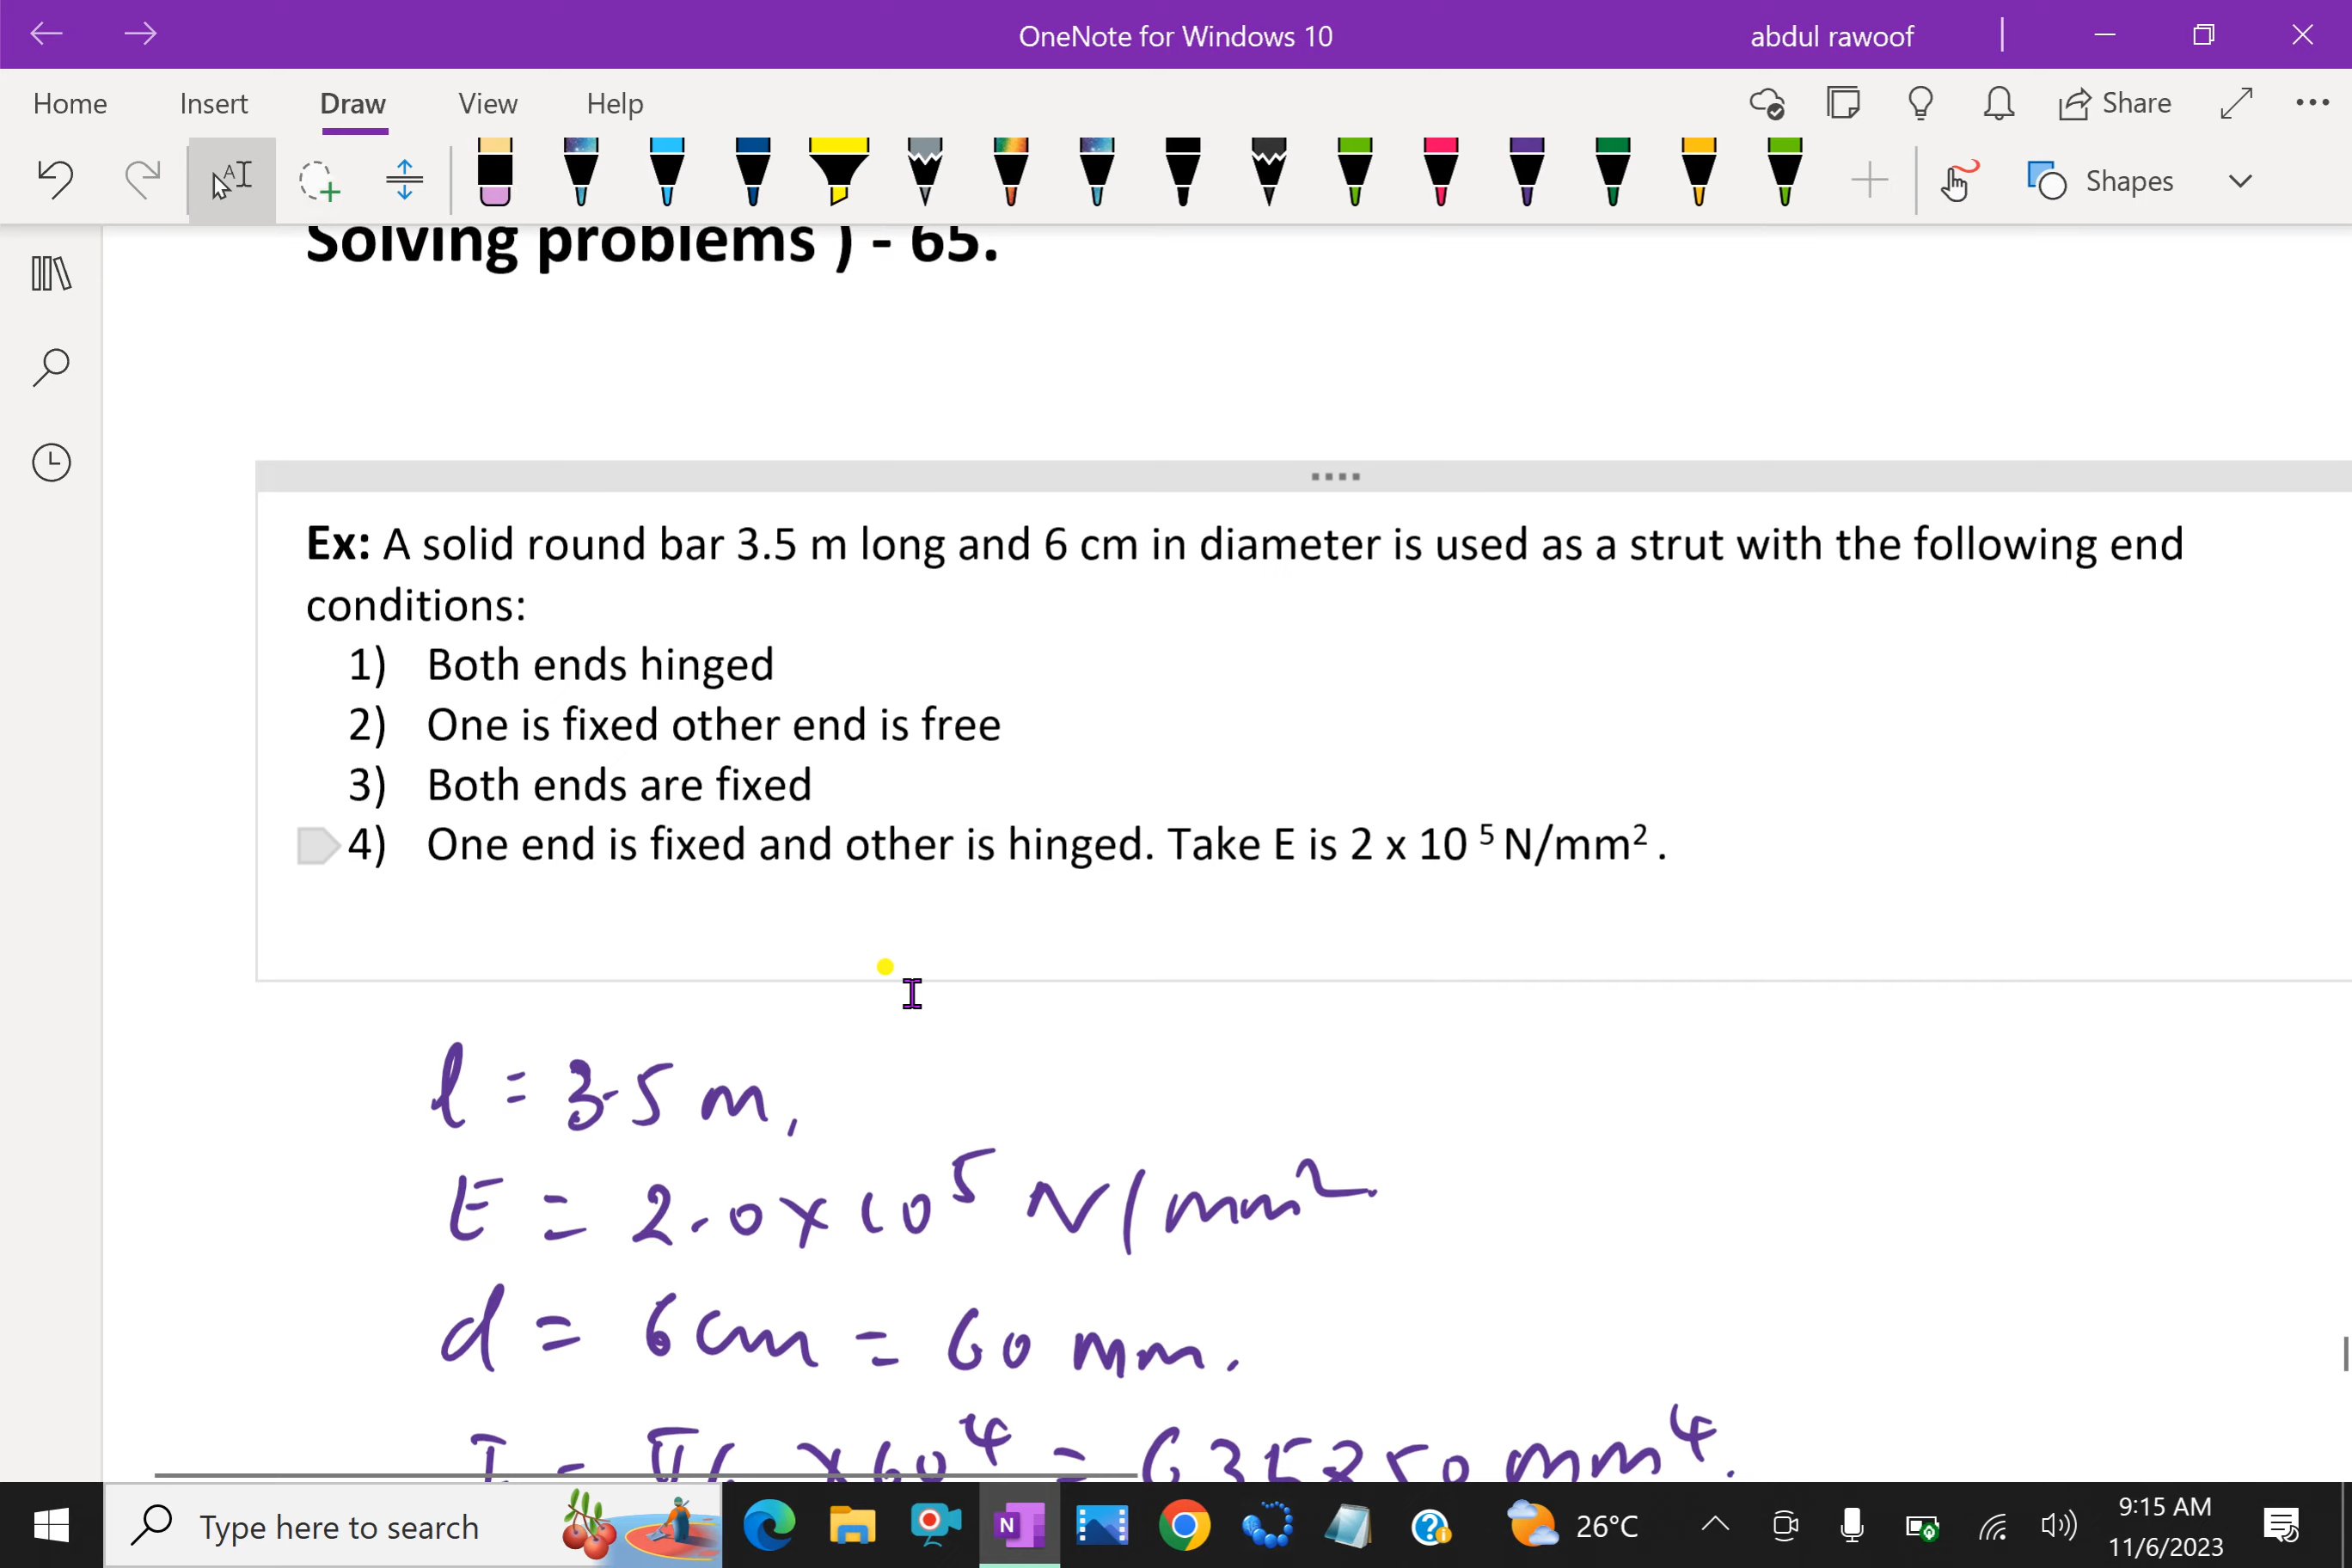 OneNote for Windows 10
abdul rawoof
Home Insert Draw View Help
Share
Shapes
Solving problems ) - 65.
Ex: A solid round bar 3.5 m long and 6 cm in diameter is used as a strut with the following end
conditions:
1) Both ends hinged
2) One is fixed other end is free
3) Both ends are fixed
4) One end is fixed and other is hinged. Take E is 2 x 10 ⁵ N/mm² .
l = 3.5 m,
E = 2.0 x 10⁵ N/mm²
d = 6 cm = 60 mm.
x 60⁴ = mm⁴.
Type here to search
26°C
9:15 AM
11/6/2023